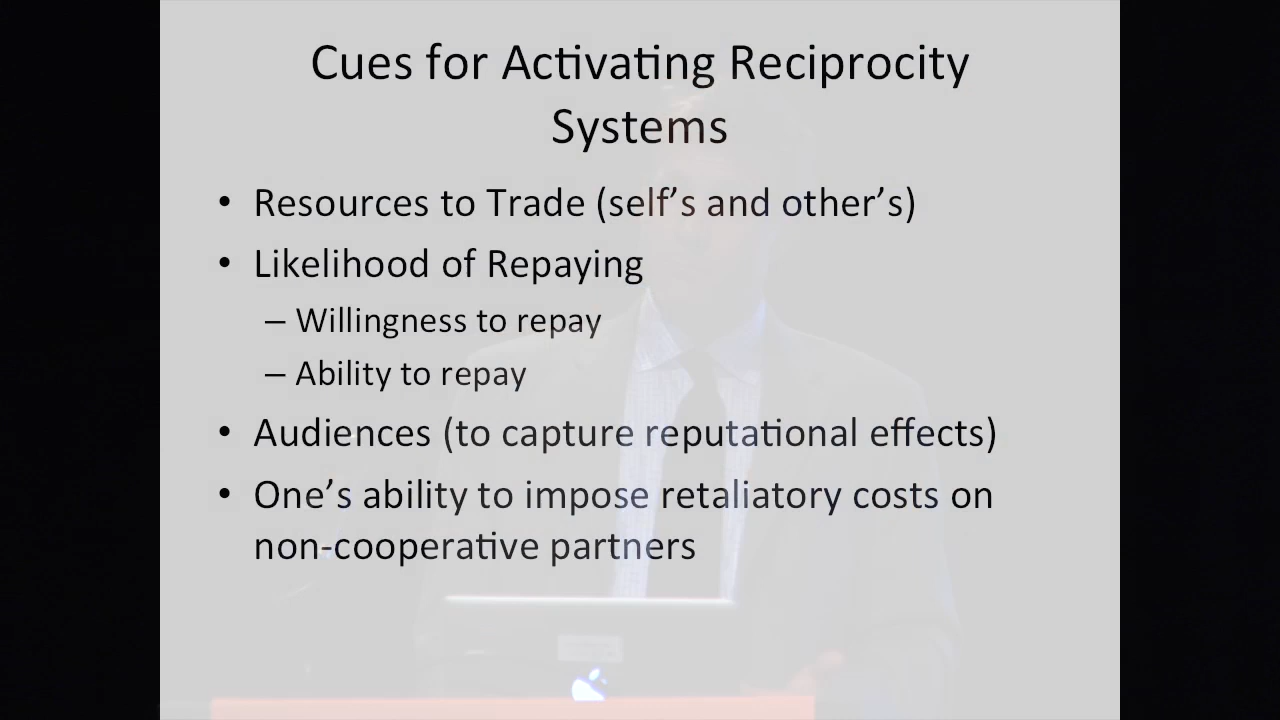 Cues for Activating Reciprocity
Systems
• Resources to Trade (self’s and other’s)
• Likelihood of Repaying
– Willingness to repay
– Ability to repay
• Audiences (to capture reputational effects)
• One’s ability to impose retaliatory costs on
non-cooperative partners